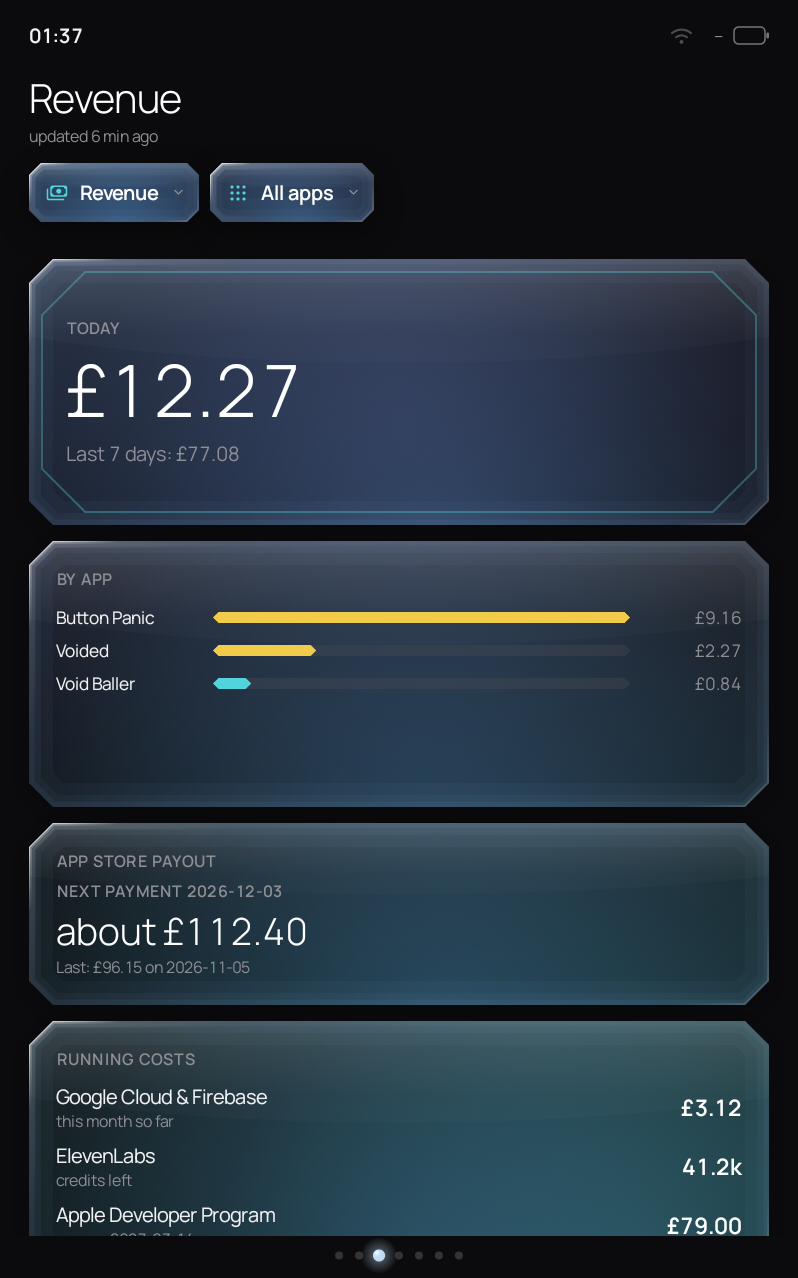 01:37
–
Revenue
updated 6 min ago
Revenue
All apps
TODAY
£12.27
Last 7 days: £77.08
BY APP
Button Panic £9.16
Voided £2.27
Void Baller £0.84
APP STORE PAYOUT
NEXT PAYMENT 2026-12-03
about £112.40
Last: £96.15 on 2026-11-05
RUNNING COSTS
Google Cloud & Firebase £3.12
this month so far
ElevenLabs 41.2k
credits left
Apple Developer Program £79.00